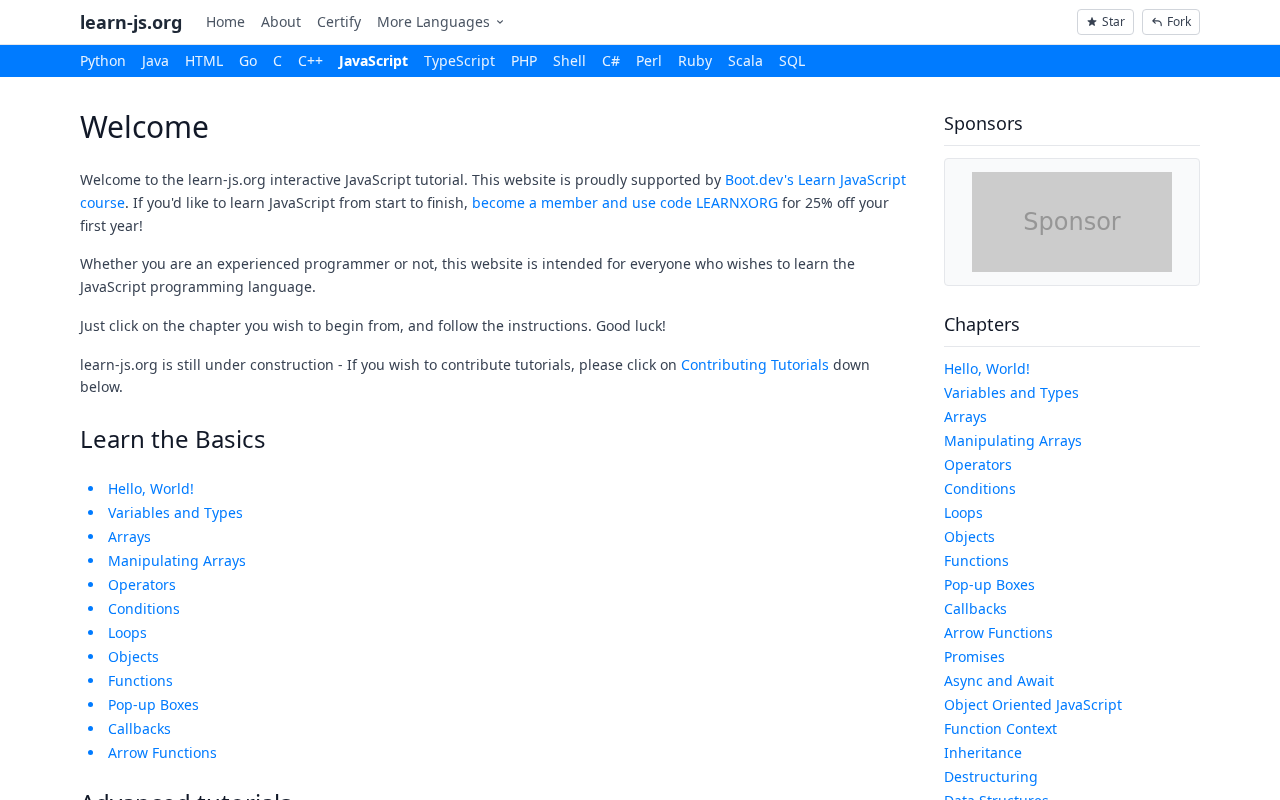 learn-js.org Home About Certify More Languages Star Fork
Python Java HTML Go C C++ JavaScript TypeScript PHP Shell C# Perl Ruby Scala SQL
Welcome
Welcome to the learn-js.org interactive JavaScript tutorial. This website is proudly supported by Boot.dev's Learn JavaScript
course. If you'd like to learn JavaScript from start to finish, become a member and use code LEARNXORG for 25% off your
first year!
Whether you are an experienced programmer or not, this website is intended for everyone who wishes to learn the
JavaScript programming language.
Just click on the chapter you wish to begin from, and follow the instructions. Good luck!
learn-js.org is still under construction - If you wish to contribute tutorials, please click on Contributing Tutorials down
below.
Learn the Basics
Hello, World!
Variables and Types
Arrays
Manipulating Arrays
Operators
Conditions
Loops
Objects
Functions
Pop-up Boxes
Callbacks
Arrow Functions
Advanced tutorials
Sponsors
Sponsor
Chapters
Hello, World!
Variables and Types
Arrays
Manipulating Arrays
Operators
Conditions
Loops
Objects
Functions
Pop-up Boxes
Callbacks
Arrow Functions
Promises
Async and Await
Object Oriented JavaScript
Function Context
Inheritance
Destructuring
Data Structures